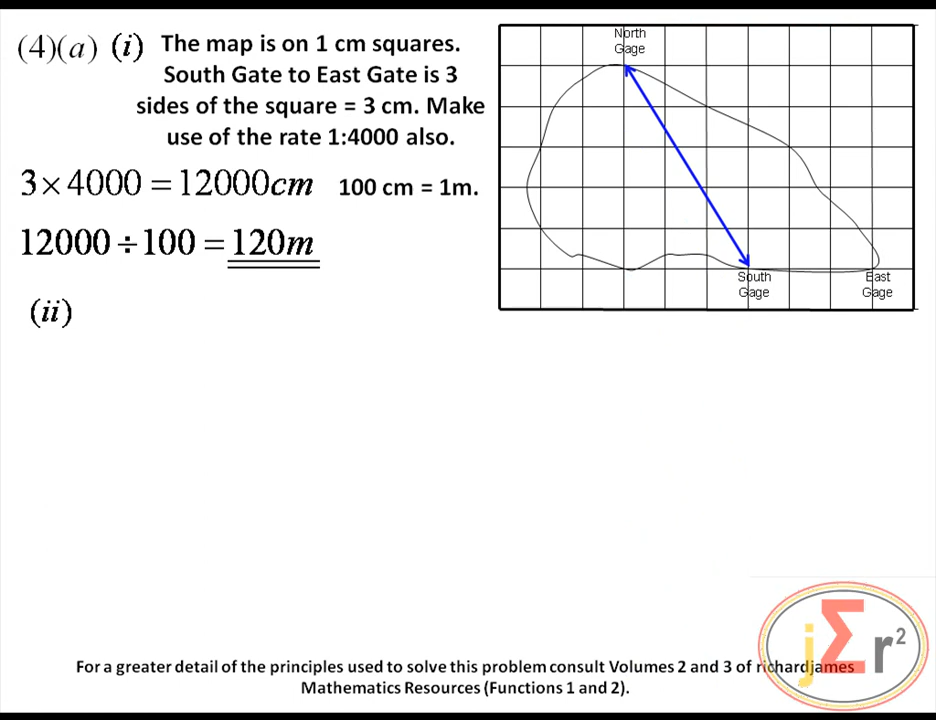 (4)(a) (i) The map is on 1 cm squares.
South Gate to East Gate is 3
sides of the square = 3 cm. Make
use of the rate 1:4000 also.
3×4000 = 12000cm 100 cm = 1m.
12000 ÷ 100 = 120m
(ii)
North
Gage
South
Gage
East
Gage
jΣr²
For a greater detail of the principles used to solve this problem consult Volumes 2 and 3 of richardjames
Mathematics Resources (Functions 1 and 2).